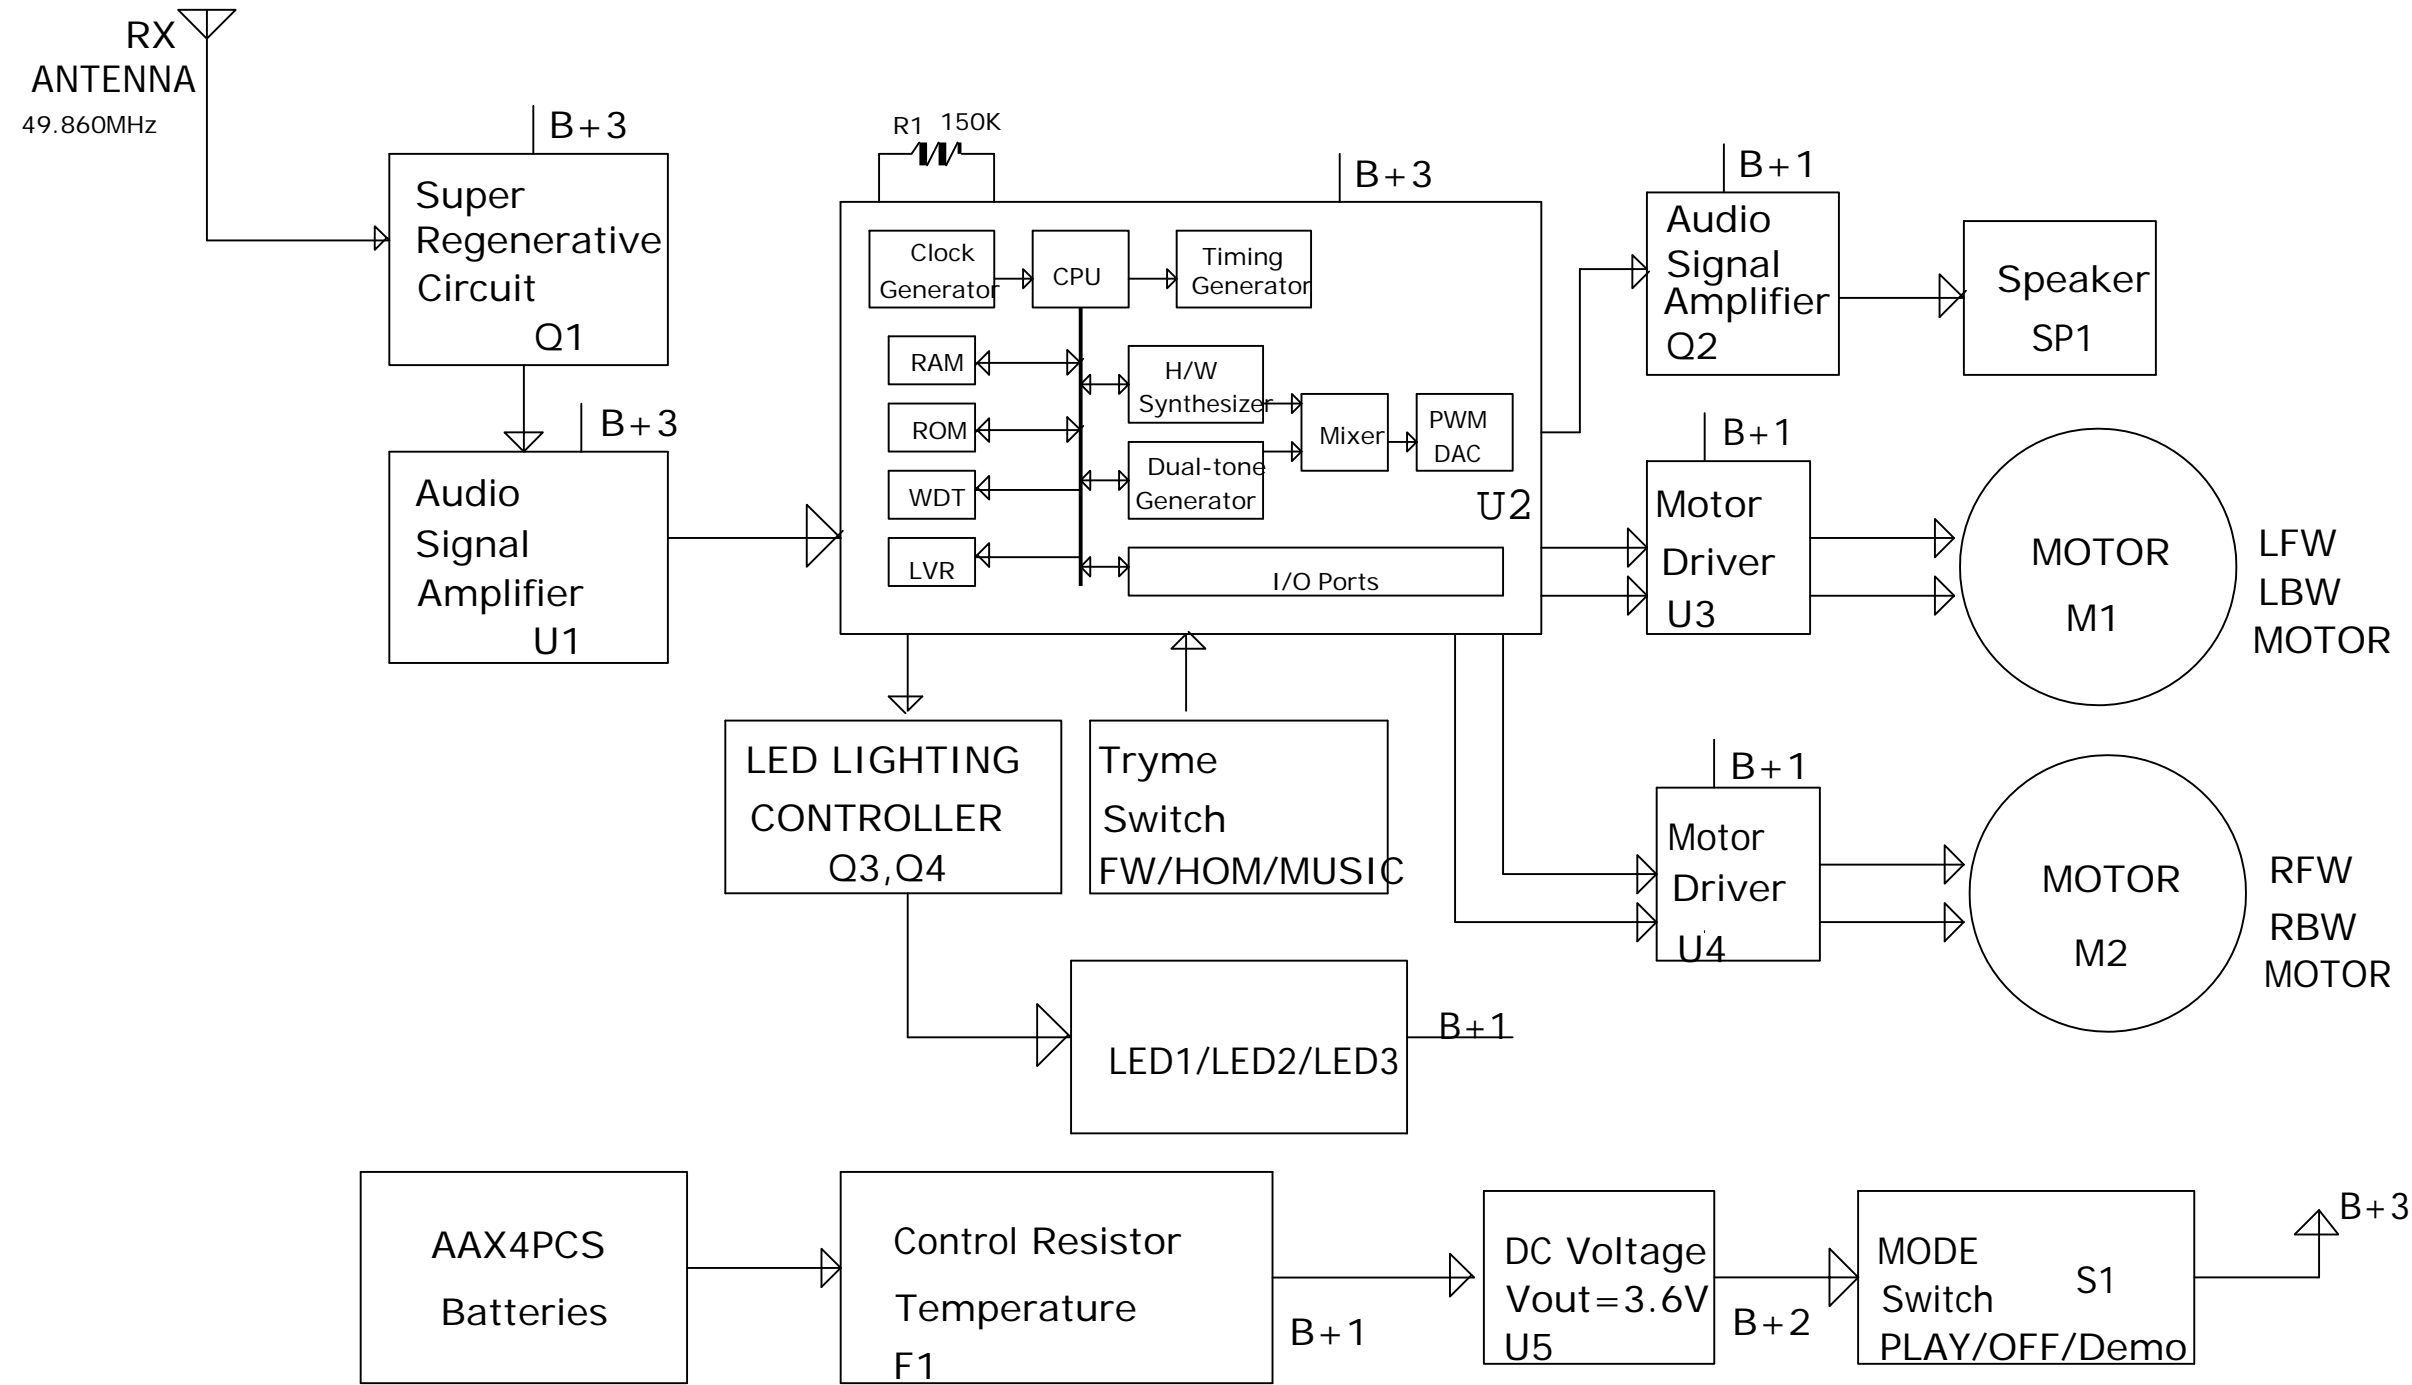 RX
ANTENNA
49.860MHz
B+3
Super
Regenerative
Circuit
Q1
B+3
Audio
Signal
Amplifier
U1
R1 150K
B+3
Clock
Generator
CPU
Timing
Generator
RAM
ROM
WDT
LVR
H/W
Synthesizer
Dual-tone
Generator
Mixer
PWM
DAC
U2
I/O Ports
B+1
Audio
Signal
Amplifier
Q2
Speaker
SP1
B+1
Motor
Driver
U3
MOTOR
M1
LFW
LBW
MOTOR
LED LIGHTING
CONTROLLER
Q3,Q4
Tryme
Switch
FW/HOM/MUSIC
B+1
Motor
Driver
U4
MOTOR
M2
RFW
RBW
MOTOR
LED1/LED2/LED3
B+1
AAX4PCS
Batteries
Control Resistor
Temperature
F1
B+1
DC Voltage
Vout=3.6V
U5
B+2
MODE
Switch S1
PLAY/OFF/Demo
B+3